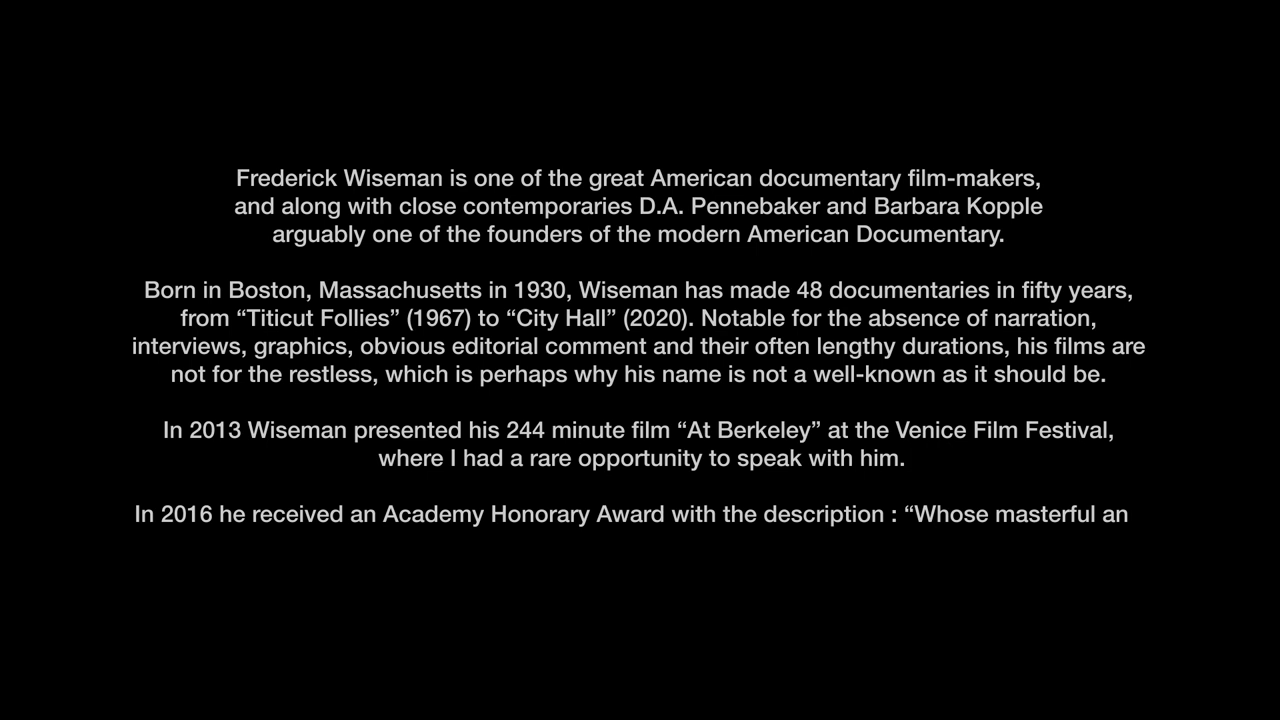 Frederick Wiseman is one of the great American documentary film-makers,
and along with close contemporaries D.A. Pennebaker and Barbara Kopple
arguably one of the founders of the modern American Documentary.
Born in Boston, Massachusetts in 1930, Wiseman has made 48 documentaries in fifty years,
from “Titicut Follies” (1967) to “City Hall” (2020). Notable for the absence of narration,
interviews, graphics, obvious editorial comment and their often lengthy durations, his films are
not for the restless, which is perhaps why his name is not a well-known as it should be.
In 2013 Wiseman presented his 244 minute film “At Berkeley” at the Venice Film Festival,
where I had a rare opportunity to speak with him.
In 2016 he received an Academy Honorary Award with the description : “Whose masterful an